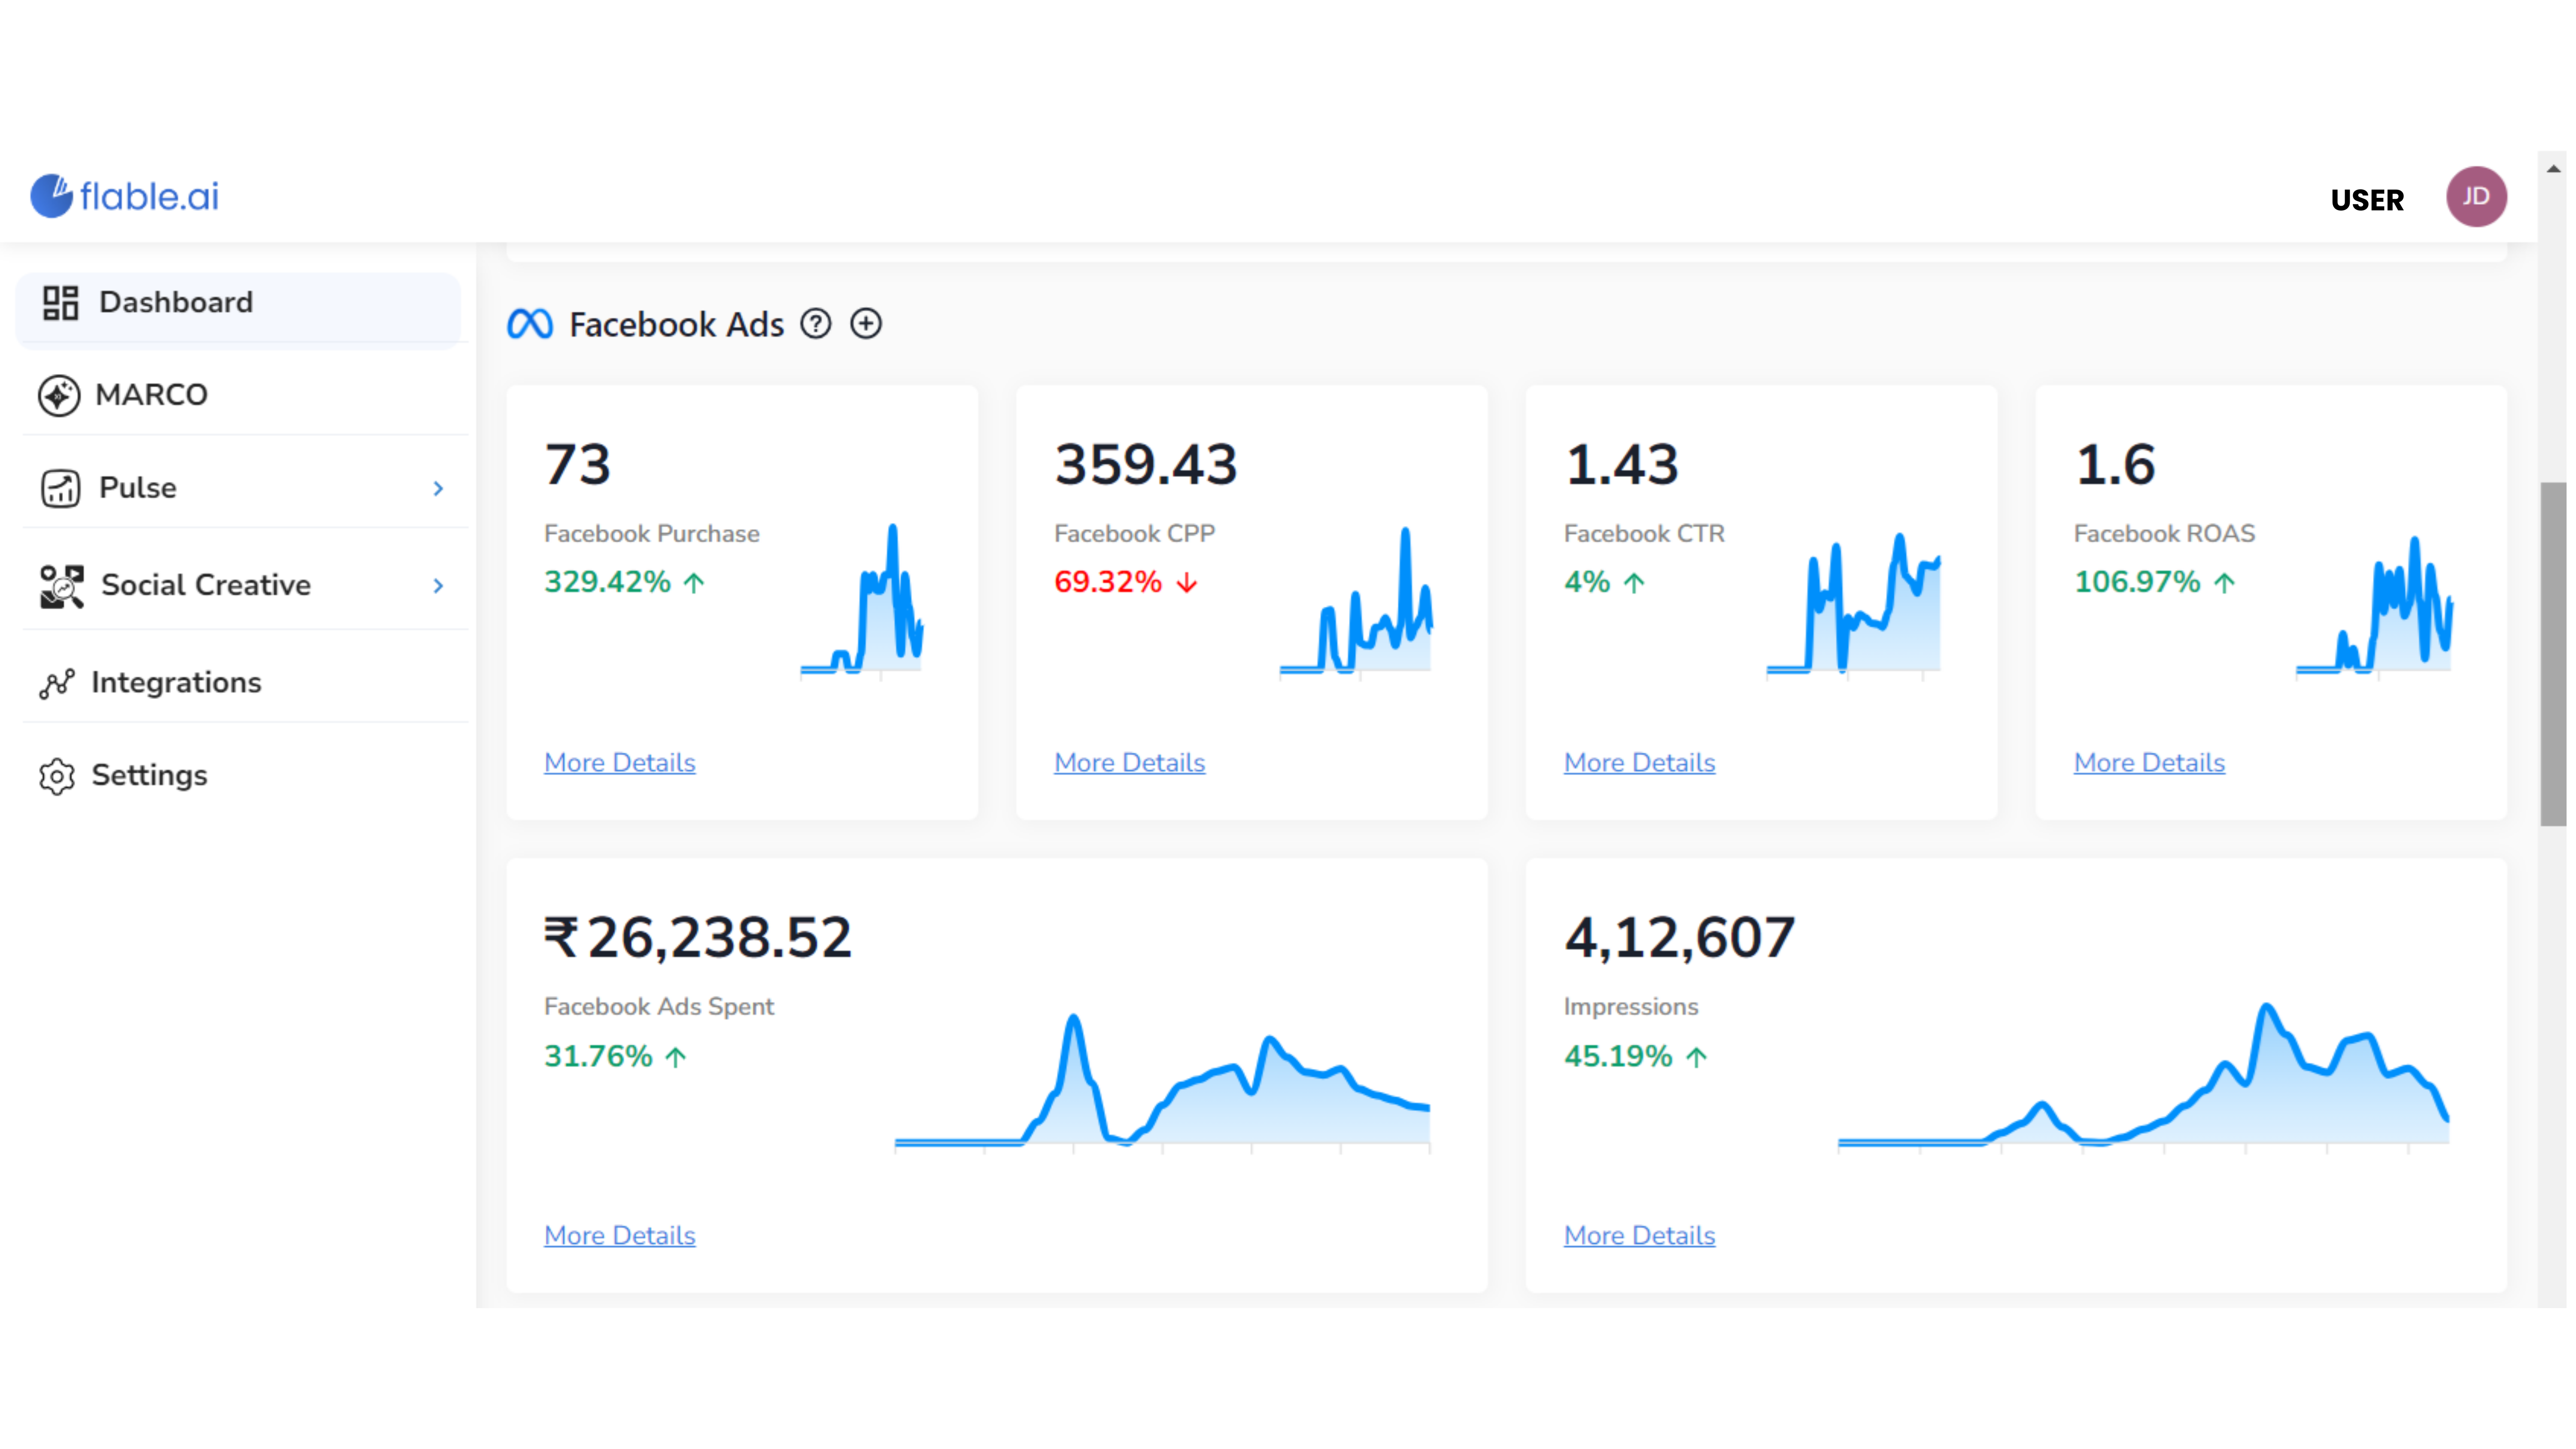 flable.ai
USER
JD
Dashboard
MARCO
Pulse
Social Creative
Integrations
Settings
Facebook Ads
73
Facebook Purchase
329.42% ↑
More Details
359.43
Facebook CPP
69.32% ↓
More Details
1.43
Facebook CTR
4% ↑
More Details
1.6
Facebook ROAS
106.97% ↑
More Details
₹26,238.52
Facebook Ads Spent
31.76% ↑
More Details
4,12,607
Impressions
45.19% ↑
More Details